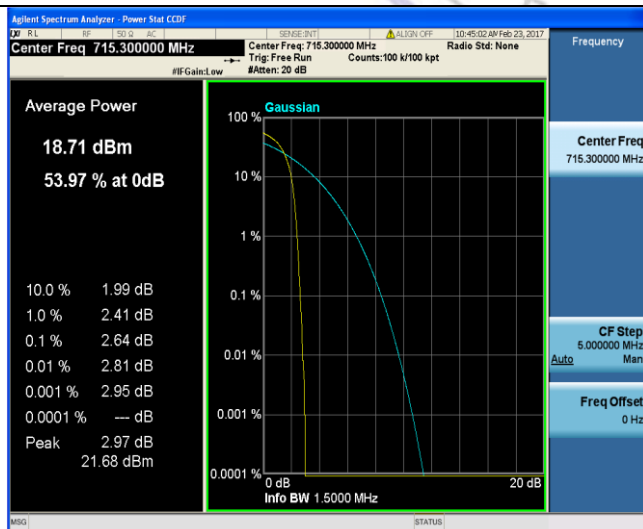 Agilent Spectrum Analyzer - Power Stat CCDF
RL RF 50 Ω AC SENSE:INT ALIGN OFF 10:45:02 AM Feb 23, 2017
Center Freq 715.300000 MHz
Center Freq: 715.300000 MHz Radio Std: None
Trig: Free Run Counts:100 k/100 kpt
#IFGain:Low #Atten: 20 dB
Frequency
Average Power
18.71 dBm
53.97 % at 0dB
10.0 % 1.99 dB
1.0 % 2.41 dB
0.1 % 2.64 dB
0.01 % 2.81 dB
0.001 % 2.95 dB
0.0001 % --- dB
Peak 2.97 dB
21.68 dBm
Gaussian
100 %
10 %
1 %
0.1 %
0.01 %
0.001 %
0.0001 %
0 dB 20 dB
Info BW 1.5000 MHz
Center Freq
715.300000 MHz
CF Step
5.000000 MHz
Auto Man
Freq Offset
0 Hz
MSG STATUS